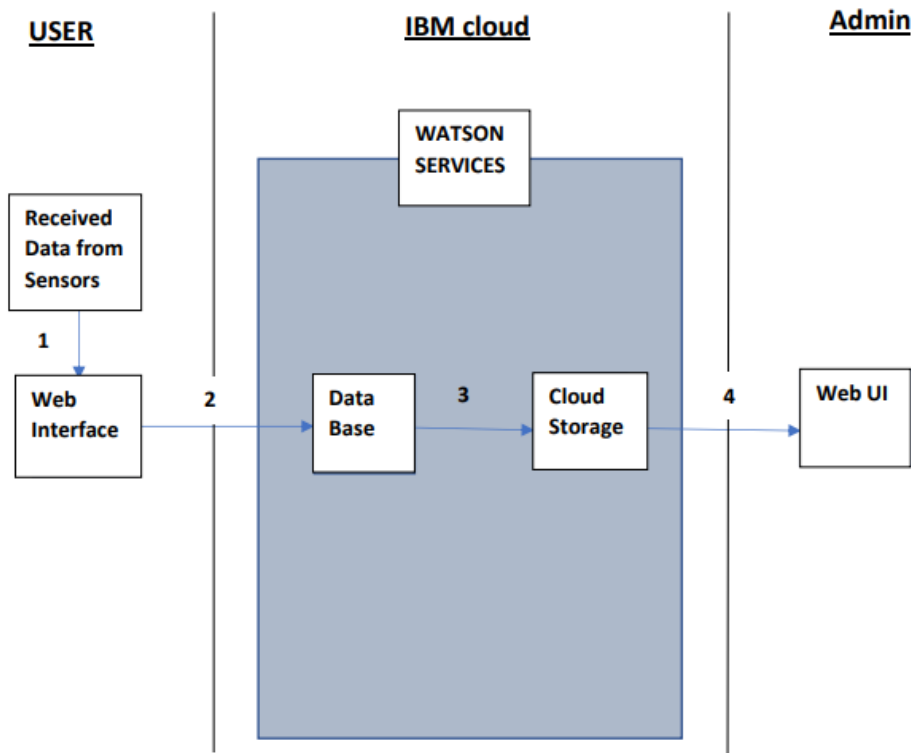 USER
IBM cloud
Admin
WATSON
SERVICES
Received
Data from
Sensors
1
Web
Interface
2
Data
Base
3
Cloud
Storage
4
Web UI